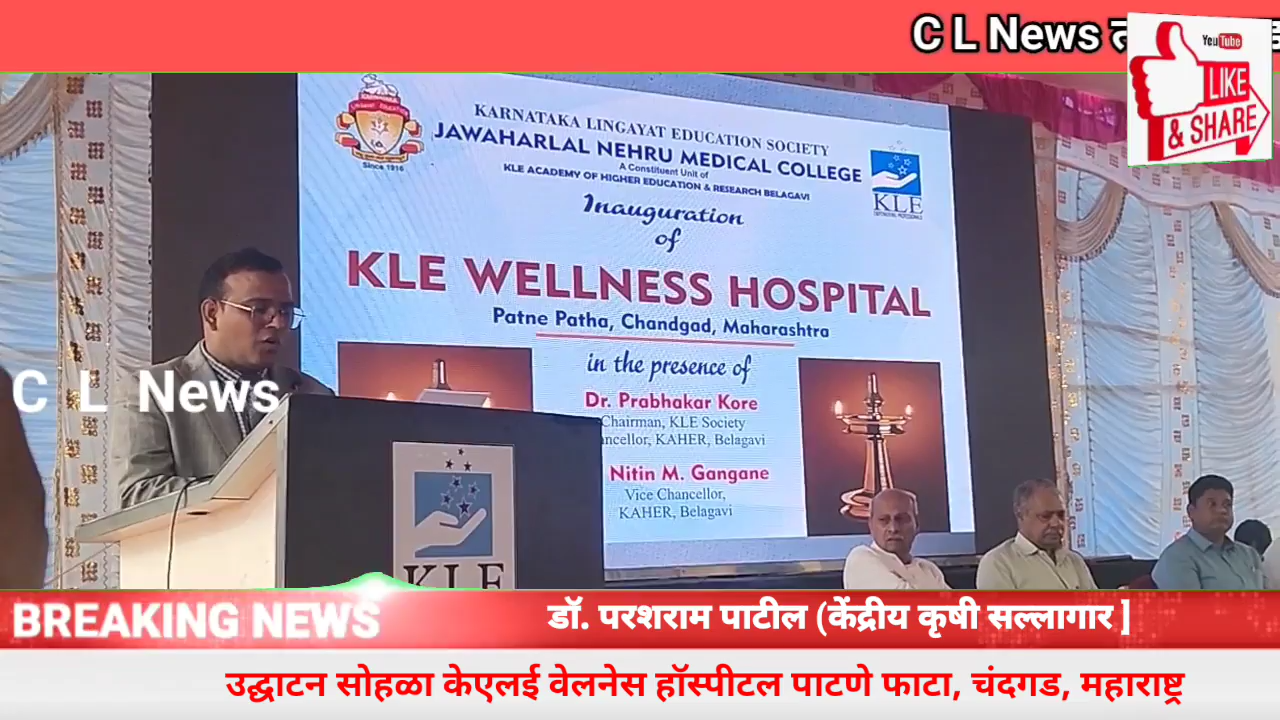 C L News
YouTube
LIKE
& SHARE
KARNATAKA LINGAYAT EDUCATION SOCIETY
JAWAHARLAL NEHRU MEDICAL COLLEGE
A Constituent Unit of
KLE ACADEMY OF HIGHER EDUCATION & RESEARCH BELAGAVI
Since 1916
KLE
Inauguration
of
KLE WELLNESS HOSPITAL
Patne Patha, Chandgad, Maharashtra
in the presence of
Dr. Prabhakar Kore
Chairman, KLE Society
KAHER, Belagavi
Nitin M. Gangane
Vice Chancellor,
KAHER, Belagavi
C L News
KLE
BREAKING NEWS
डॉ. परशराम पाटील (केंद्रीय कृषी सल्लागार ]
उद्घाटन सोहळा केएलई वेलनेस हॉस्पीटल पाटणे फाटा, चंदगड, महाराष्ट्र